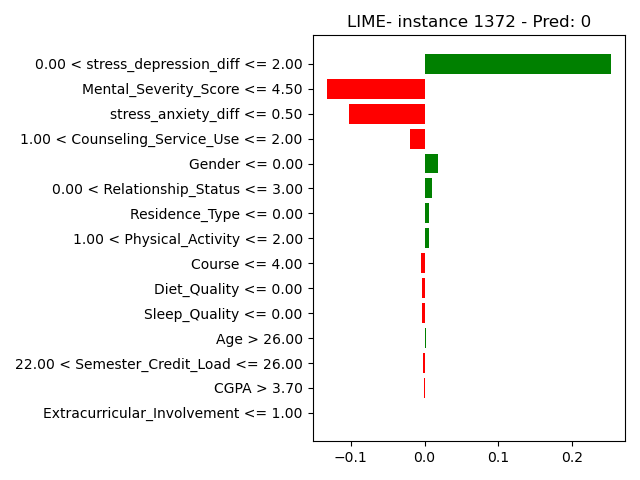 LIME- instance 1372 - Pred: 0
0.00 < stress_depression_diff <= 2.00
Mental_Severity_Score <= 4.50
stress_anxiety_diff <= 0.50
1.00 < Counseling_Service_Use <= 2.00
Gender <= 0.00
0.00 < Relationship_Status <= 3.00
Residence_Type <= 0.00
1.00 < Physical_Activity <= 2.00
Course <= 4.00
Diet_Quality <= 0.00
Sleep_Quality <= 0.00
Age > 26.00
22.00 < Semester_Credit_Load <= 26.00
CGPA > 3.70
Extracurricular_Involvement <= 1.00
−0.1 0.0 0.1 0.2